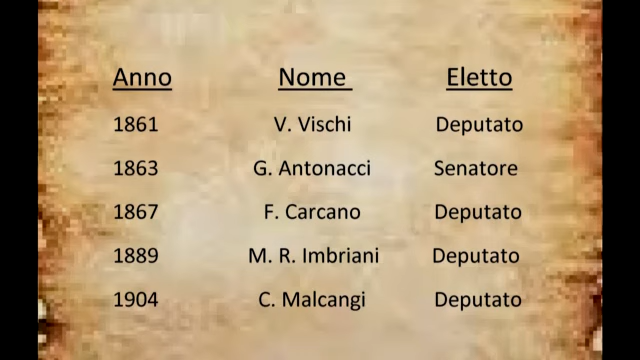 Anno Nome Eletto
1861 V. Vischi Deputato
1863 G. Antonacci Senatore
1867 F. Carcano Deputato
1889 M. R. Imbriani Deputato
1904 C. Malcangi Deputato